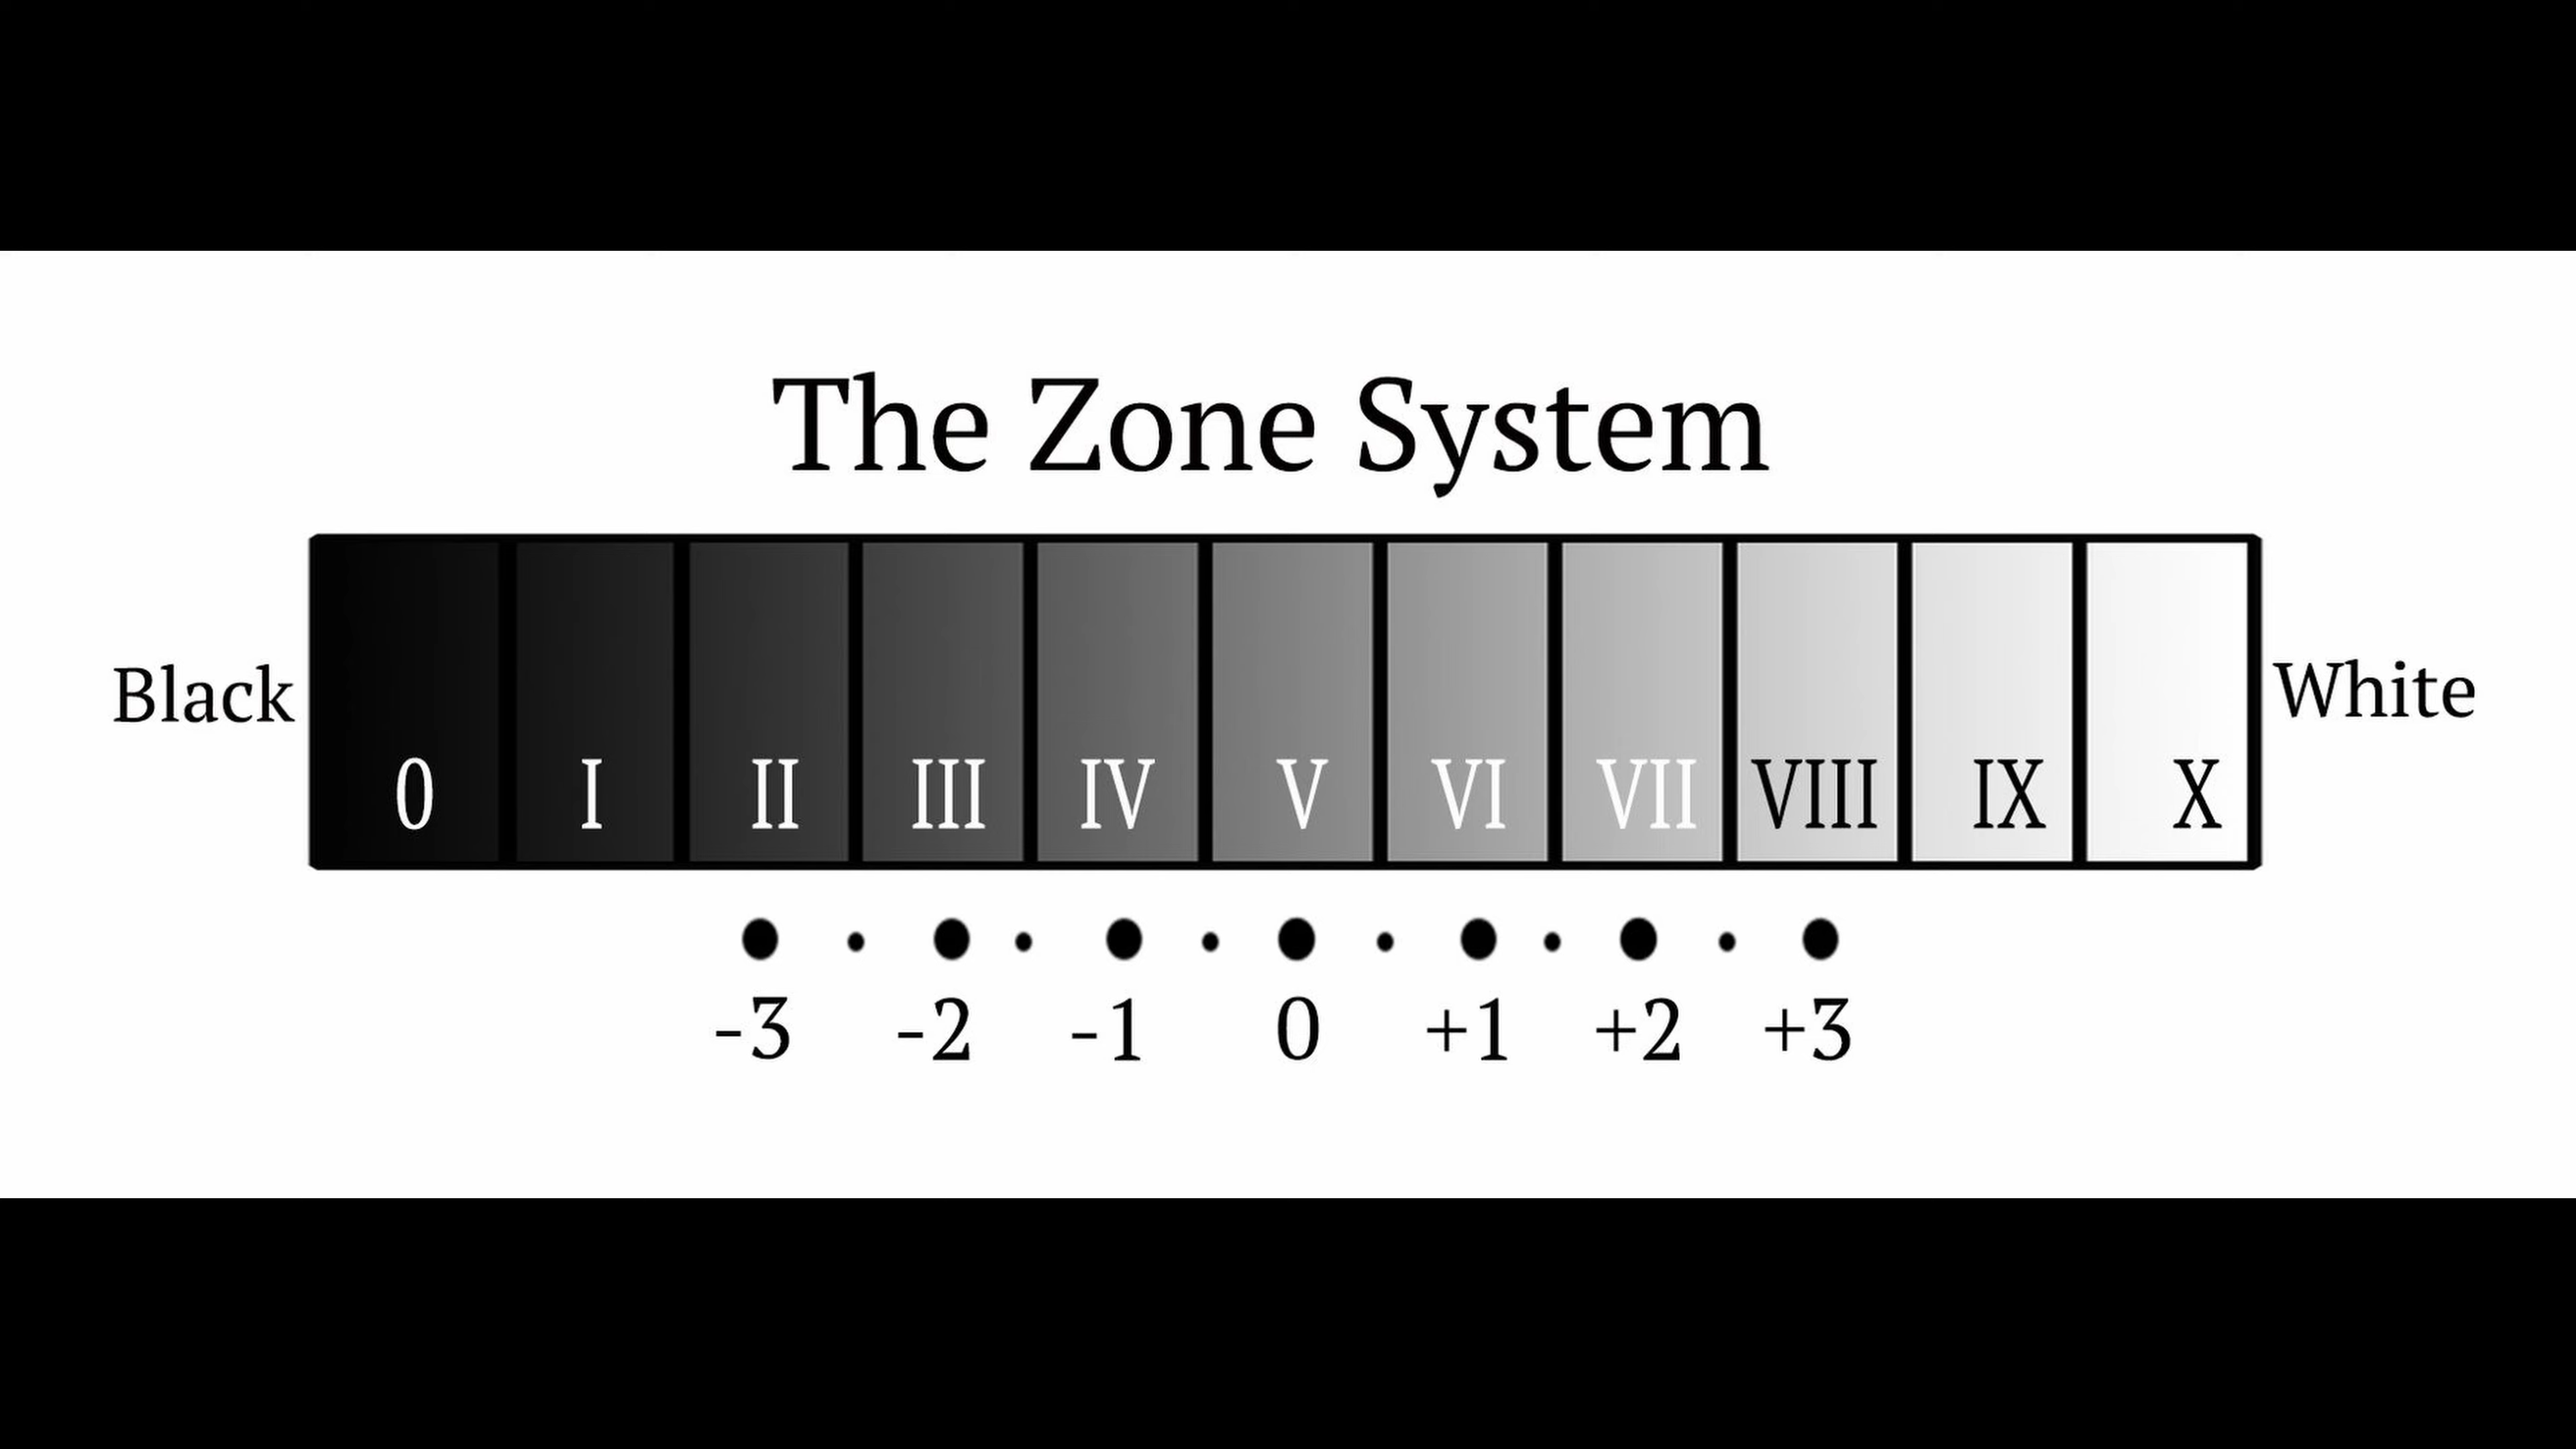 The Zone System
Black 0 I II III IV V VI VII VIII IX X White
-3 -2 -1 0 +1 +2 +3